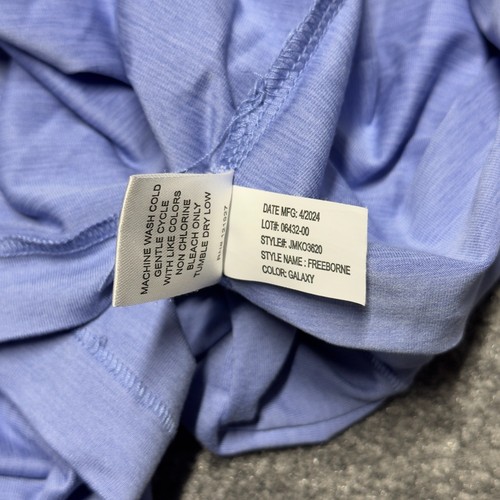 MACHINE WASH COLD
GENTLE CYCLE
WITH LIKE COLORS
NON CHLORINE
BLEACH ONLY
TUMBLE DRY LOW
DATE MFG: 4/2024
LOT#: 06432-00
STYLE#: JMKO3620
STYLE NAME : FREEBORNE
COLOR: GALAXY